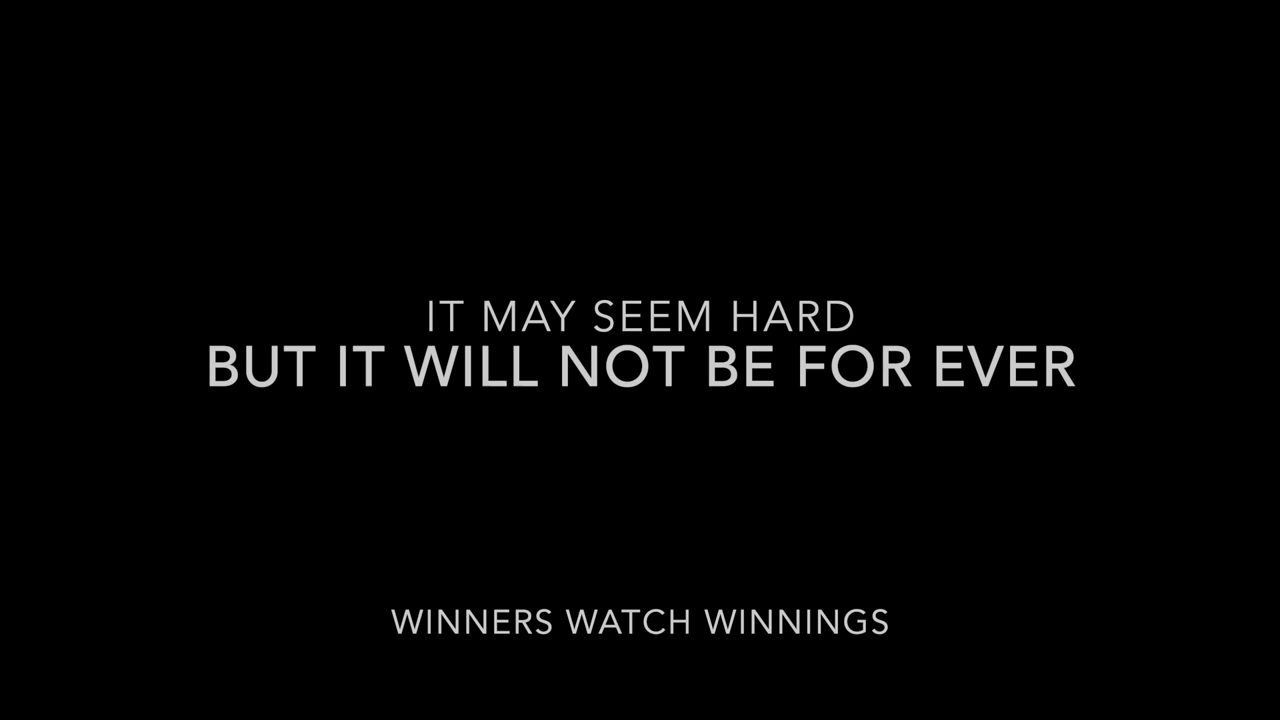 IT MAY SEEM HARD
BUT IT WILL NOT BE FOR EVER
WINNERS WATCH WINNINGS